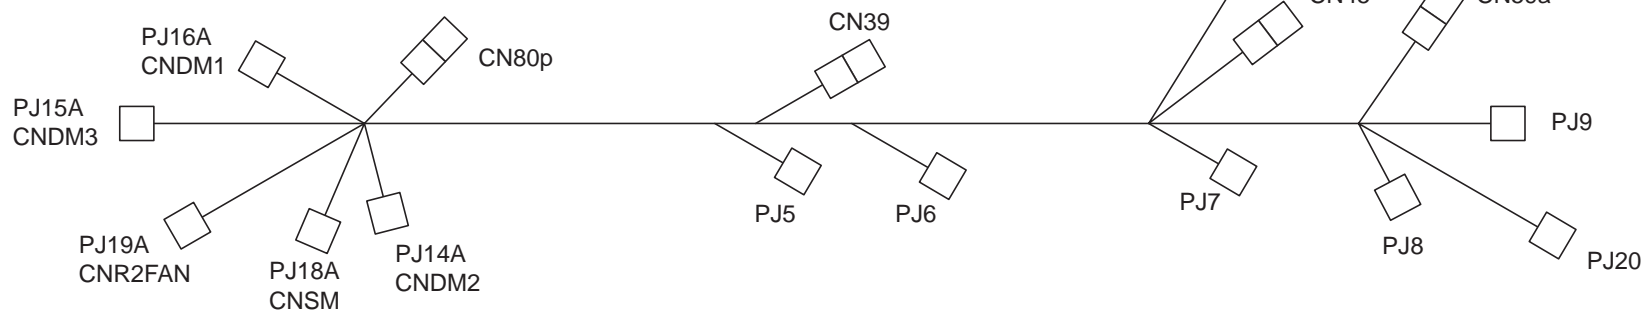 CN39
PJ16A
CNDM1
CN80p
PJ15A
CNDM3
PJ9
PJ5
PJ6
PJ7
PJ19A
CNR2FAN
PJ18A
CNSM
PJ14A
CNDM2
PJ8
PJ20